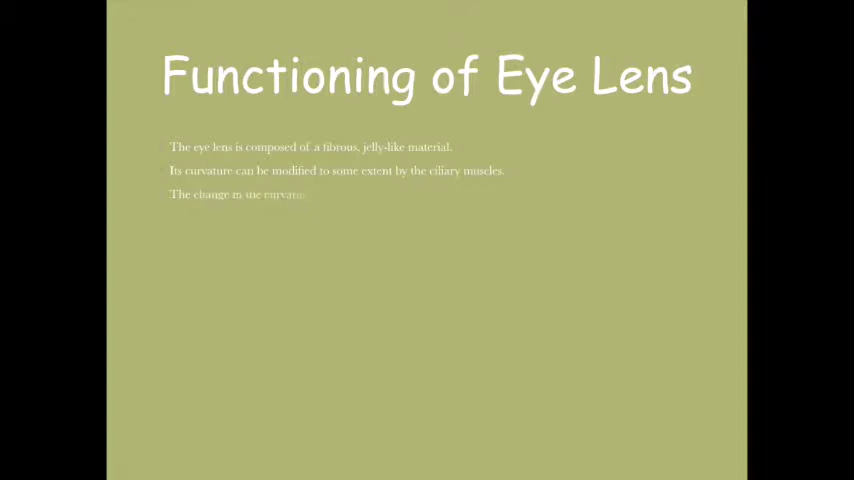 Functioning of Eye Lens
The eye lens is composed of a fibrous, jelly-like material.
Its curvature can be modified to some extent by the ciliary muscles.
The change in the curvature